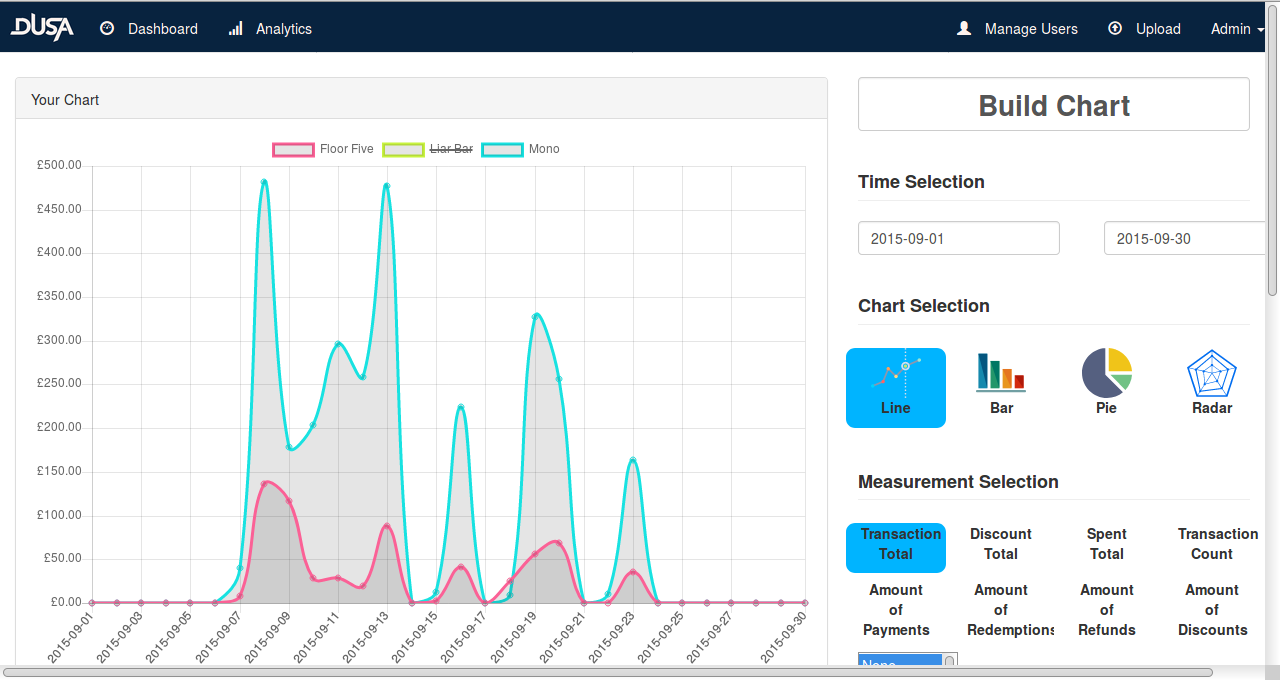 DUSA Dashboard Analytics Manage Users Upload Admin
Your Chart
Floor Five Liar Bar Mono
£500.00
£450.00
£400.00
£350.00
£300.00
£250.00
£200.00
£150.00
£100.00
£50.00
£0.00
2015-09-01 2015-09-03 2015-09-05 2015-09-07 2015-09-09 2015-09-11 2015-09-13 2015-09-15 2015-09-17 2015-09-19 2015-09-21 2015-09-23 2015-09-25 2015-09-27 2015-09-30
Build Chart
Time Selection
2015-09-01 2015-09-30
Chart Selection
Line Bar Pie Radar
Measurement Selection
Transaction Discount Spent Transaction
Total Total Total Count
Amount Amount Amount Amount
of of of of
Payments Redemptions Refunds Discounts
None